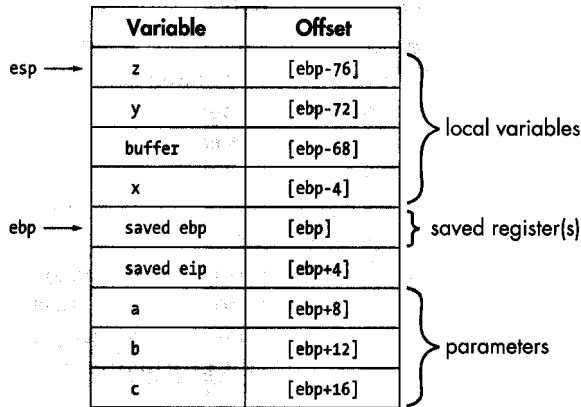 Variable Offset
esp z [ebp-76]
y [ebp-72]
buffer [ebp-68]
local variables
x [ebp-4]
ebp saved ebp [ebp] saved register(s)
saved eip [ebp+4]
a [ebp+8]
b [ebp+12] parameters
c [ebp+16]